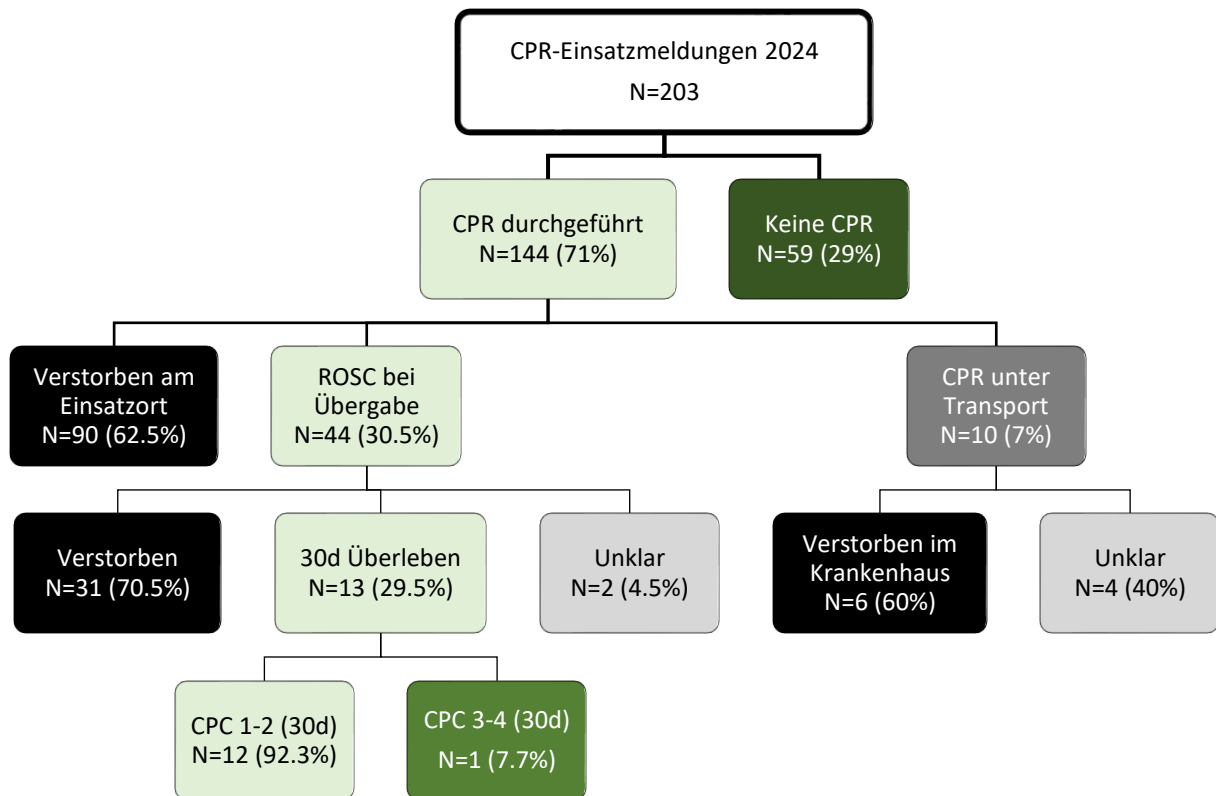 CPR-Einsatzmeldungen 2024
N=203
CPR durchgeführt
N=144 (71%)
Keine CPR
N=59 (29%)
Verstorben am
Einsatzort
N=90 (62.5%)
ROSC bei
Übergabe
N=44 (30.5%)
CPR unter
Transport
N=10 (7%)
Verstorben
N=31 (70.5%)
30d Überleben
N=13 (29.5%)
Unklar
N=2 (4.5%)
Verstorben im
Krankenhaus
N=6 (60%)
Unklar
N=4 (40%)
CPC 1-2 (30d)
N=12 (92.3%)
CPC 3-4 (30d)
N=1 (7.7%)